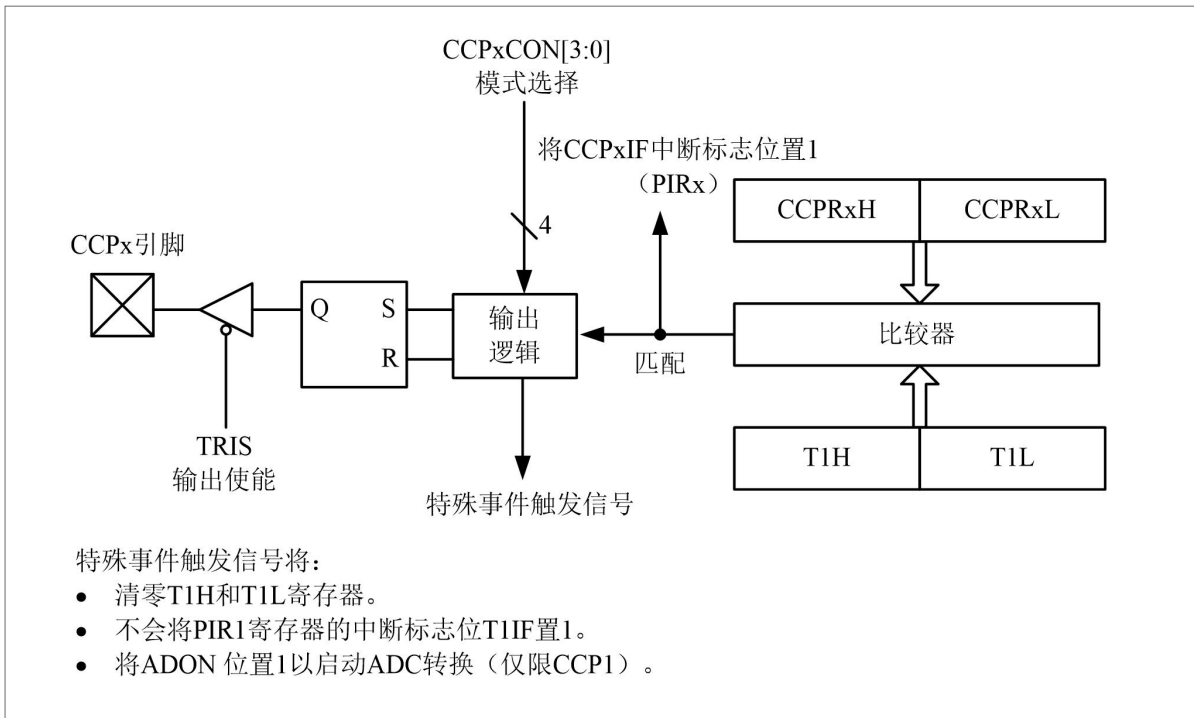 CCPxCON[3:0]
模式选择
将CCPxIF中断标志位置1
（PIRx）
4
CCPRxH
CCPRxL
CCPx引脚
Q
S
R
输出
逻辑
匹配
比较器
TRIS
输出使能
T1H
T1L
特殊事件触发信号
特殊事件触发信号将：
• 清零T1H和T1L寄存器。
• 不会将PIR1寄存器的中断标志位T1IF置1。
• 将ADON 位置1以启动ADC转换（仅限CCP1）。